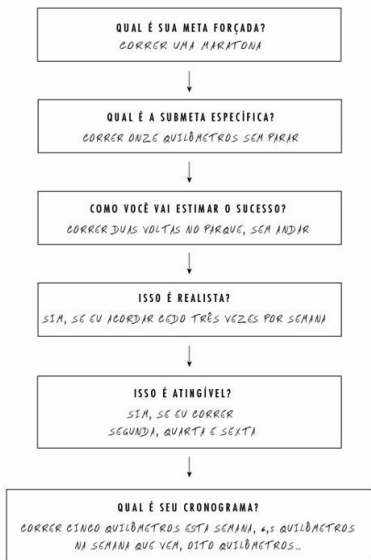 QUAL É SUA META FORÇADA?
CORRER UMA MARATONA
QUAL É A SUBMETA ESPECÍFICA?
CORRER ONZE QUILÔMETROS SEM PARAR
COMO VOCÊ VAI ESTIMAR O SUCESSO?
CORRER DUAS VOLTAS NO PARQUE, SEM ANDAR
ISSO É REALISTA?
SIM, SE EU ACORDAR CEDO TRÊS VEZES POR SEMANA
ISSO É ATINGÍVEL?
SIM, SE EU CORRER
SEGUNDA, QUARTA E SEXTA
QUAL É SEU CRONOGRAMA?
CORRER CINCO QUILÔMETROS ESTA SEMANA, 6,5 QUILÔMETROS
NA SEMANA QUE VEM, OITO QUILÔMETROS...